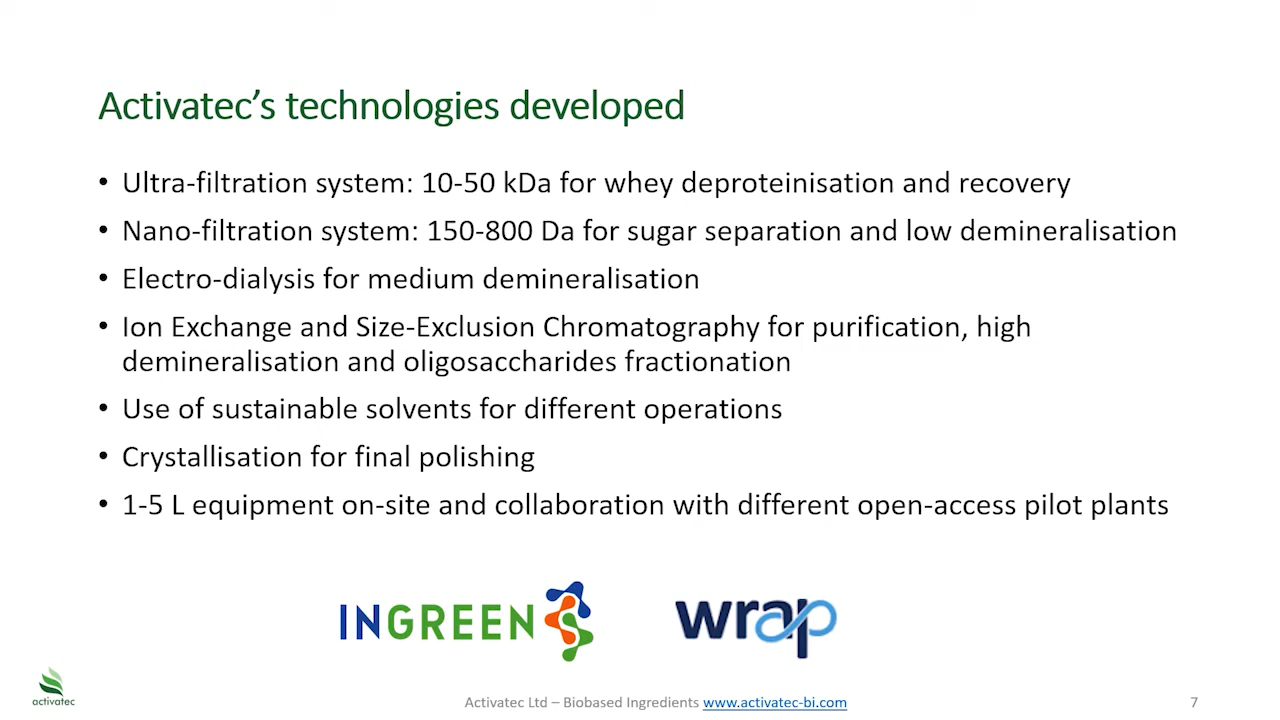 Activatec’s technologies developed
• Ultra-filtration system: 10-50 kDa for whey deproteinisation and recovery
• Nano-filtration system: 150-800 Da for sugar separation and low demineralisation
• Electro-dialysis for medium demineralisation
• Ion Exchange and Size-Exclusion Chromatography for purification, high
demineralisation and oligosaccharides fractionation
• Use of sustainable solvents for different operations
• Crystallisation for final polishing
• 1-5 L equipment on-site and collaboration with different open-access pilot plants
INGREEN
wrap
activatec
Activatec Ltd – Biobased Ingredients www.activatec-bi.com
7